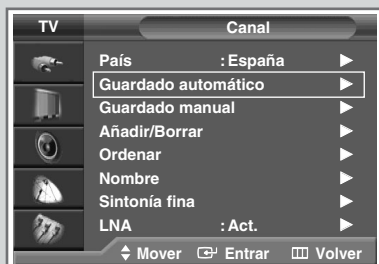 TV Canal
País : España
Guardado automático
Guardado manual
Añadir/Borrar
Ordenar
Nombre
Sintonía fina
LNA : Act.
Mover Entrar Volver